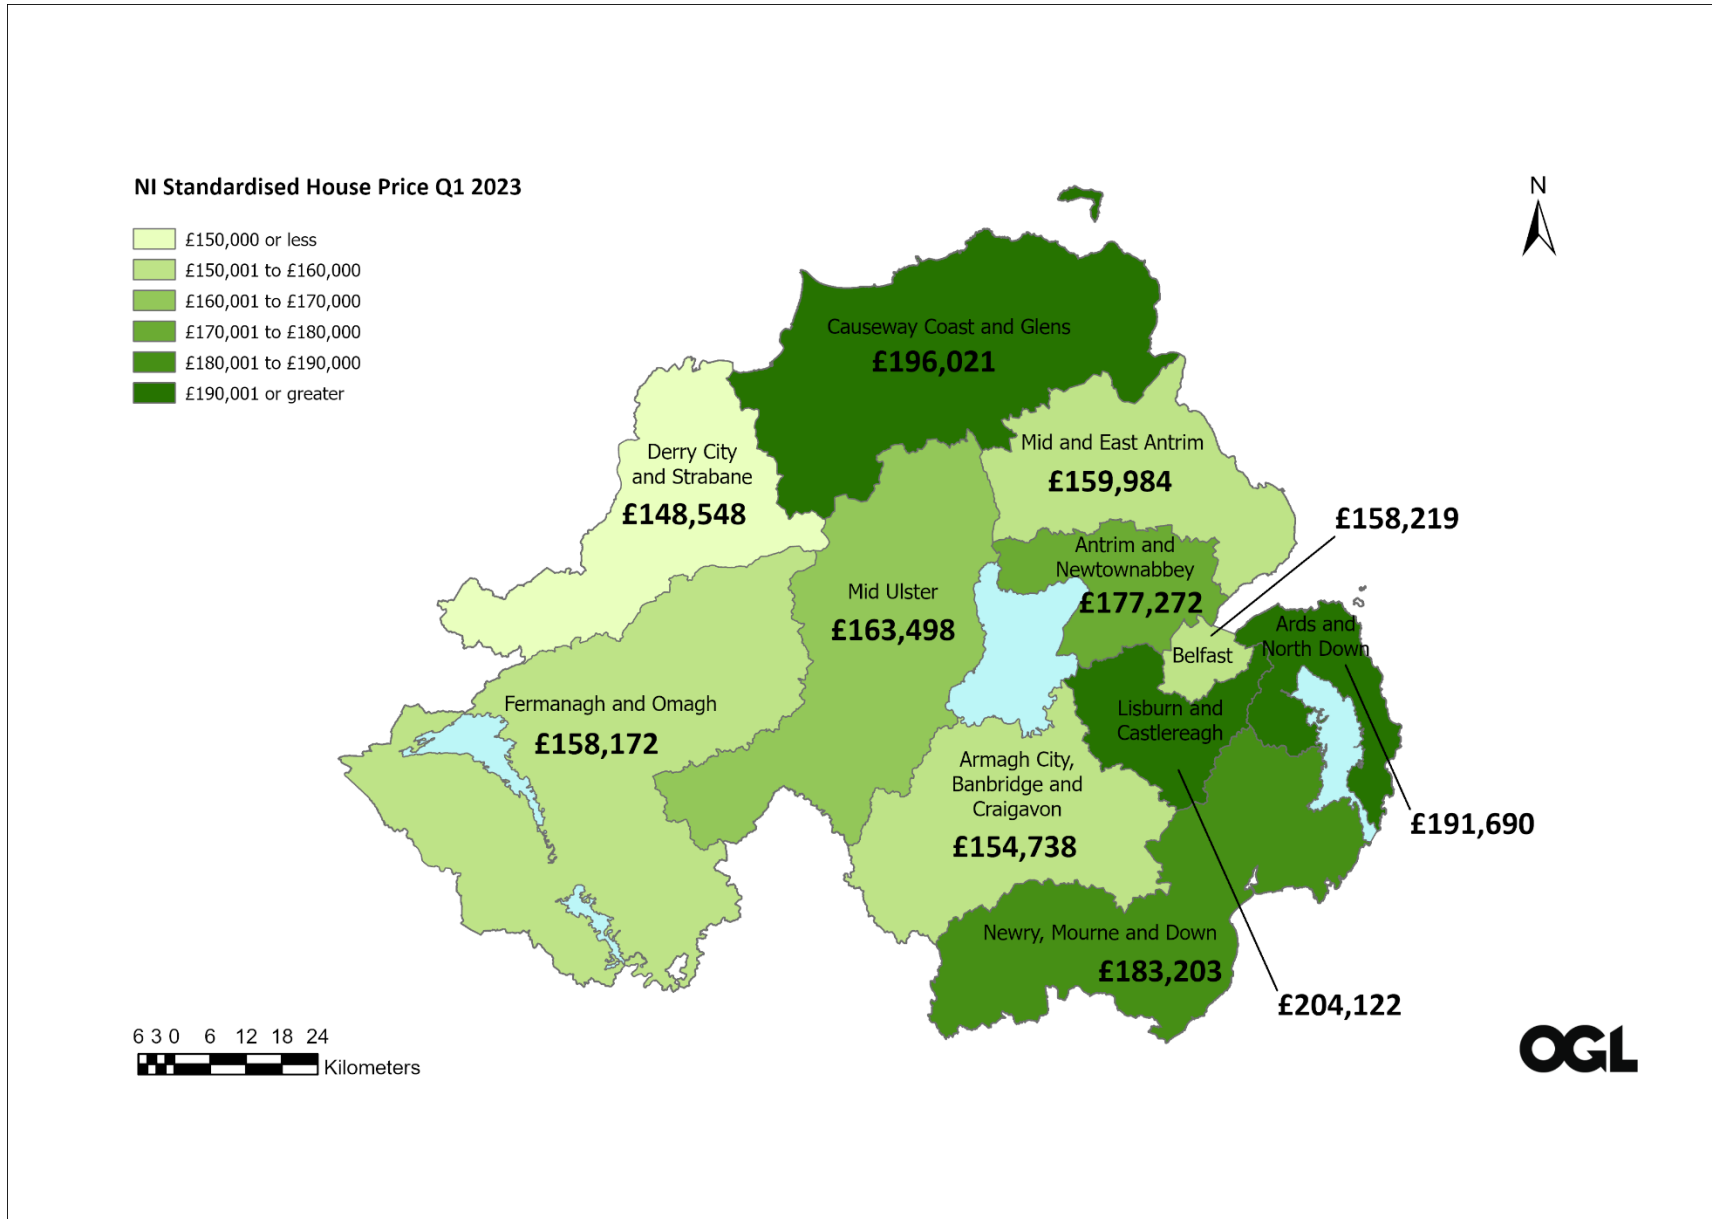 NI Standardised House Price Q1 2023
£150,000 or less
£150,001 to £160,000
£160,001 to £170,000
£170,001 to £180,000
£180,001 to £190,000
£190,001 or greater
N
Causeway Coast and Glens
£196,021
Derry City
and Strabane
£148,548
Mid and East Antrim
£159,984
£158,219
Antrim and
Newtownabbey
£177,272
Mid Ulster
£163,498
Belfast
Ards and
North Down
Fermanagh and Omagh
£158,172
Lisburn and
Castlereagh
Armagh City,
Banbridge and
Craigavon
£154,738
£191,690
Newry, Mourne and Down
£183,203
£204,122
6 3 0 6 12 18 24
Kilometers
OGL